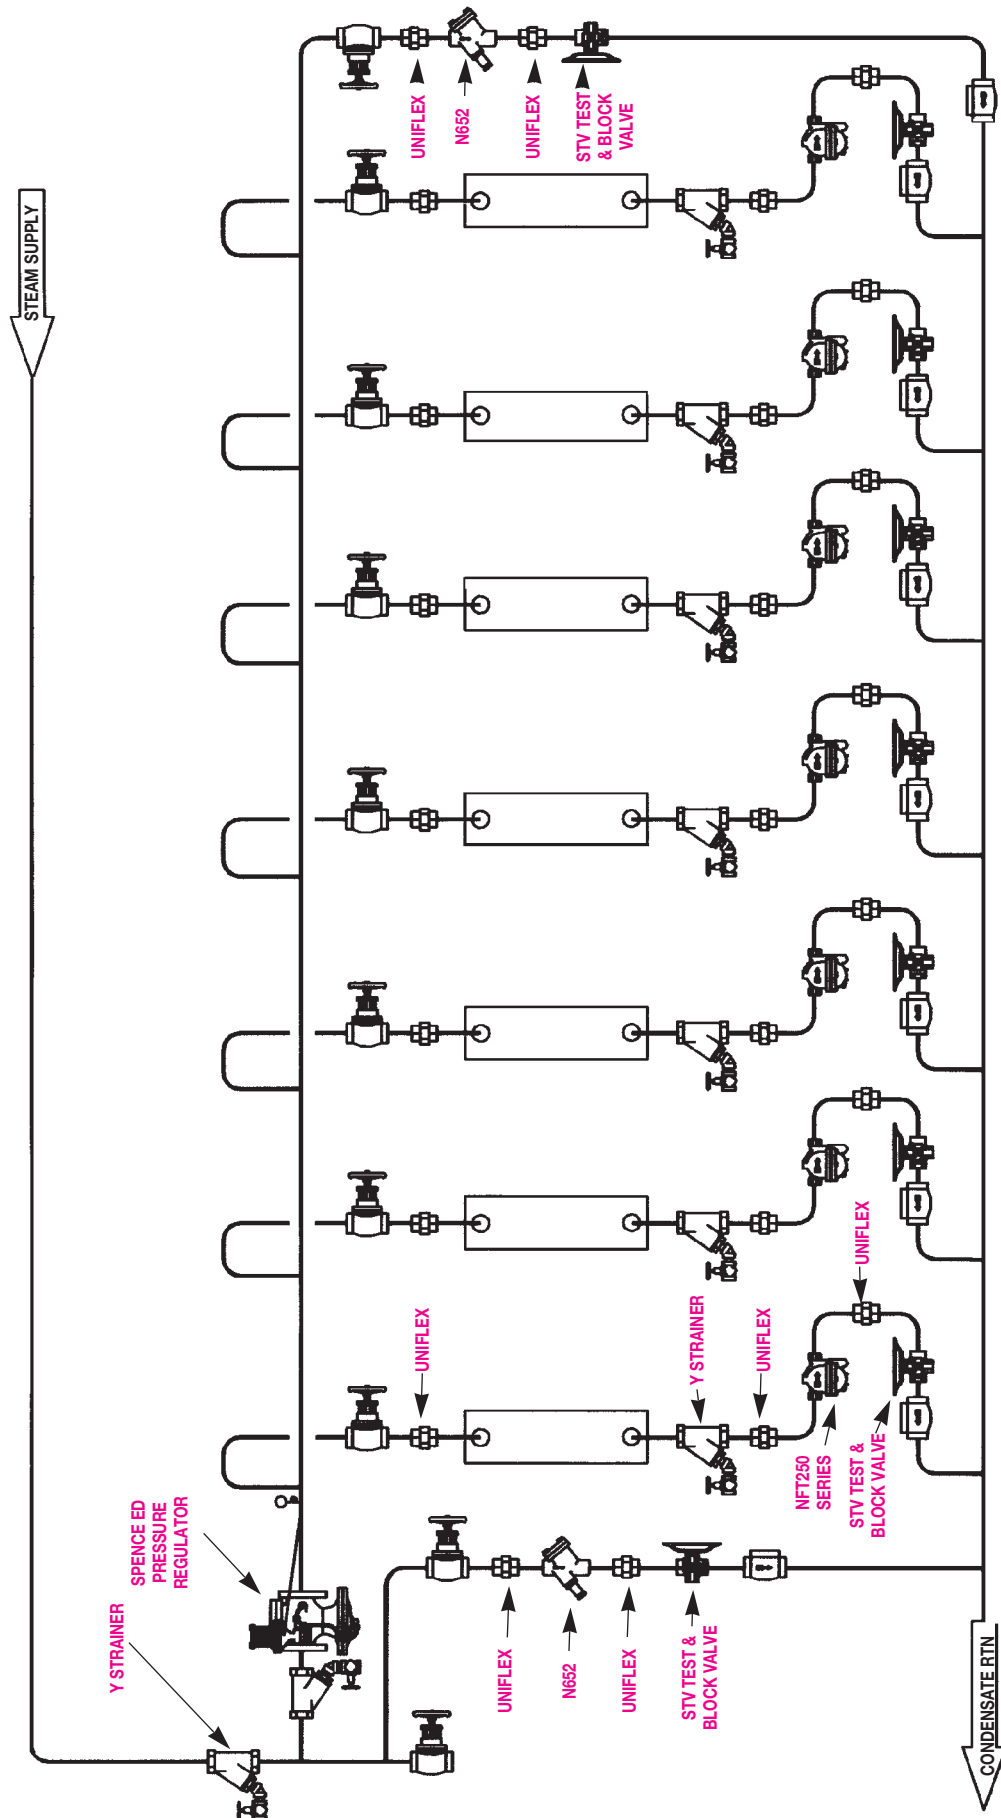 STEAM SUPPLY
UNIFLEX
N652
UNIFLEX
STV TEST
& BLOCK
VALVE
UNIFLEX
Y STRAINER
UNIFLEX
UNIFLEX
NFT250
SERIES
STV TEST &
BLOCK VALVE
SPENCE ED
PRESSURE
REGULATOR
Y STRAINER
UNIFLEX
N652
UNIFLEX
STV TEST &
BLOCK VALVE
CONDENSATE RTN